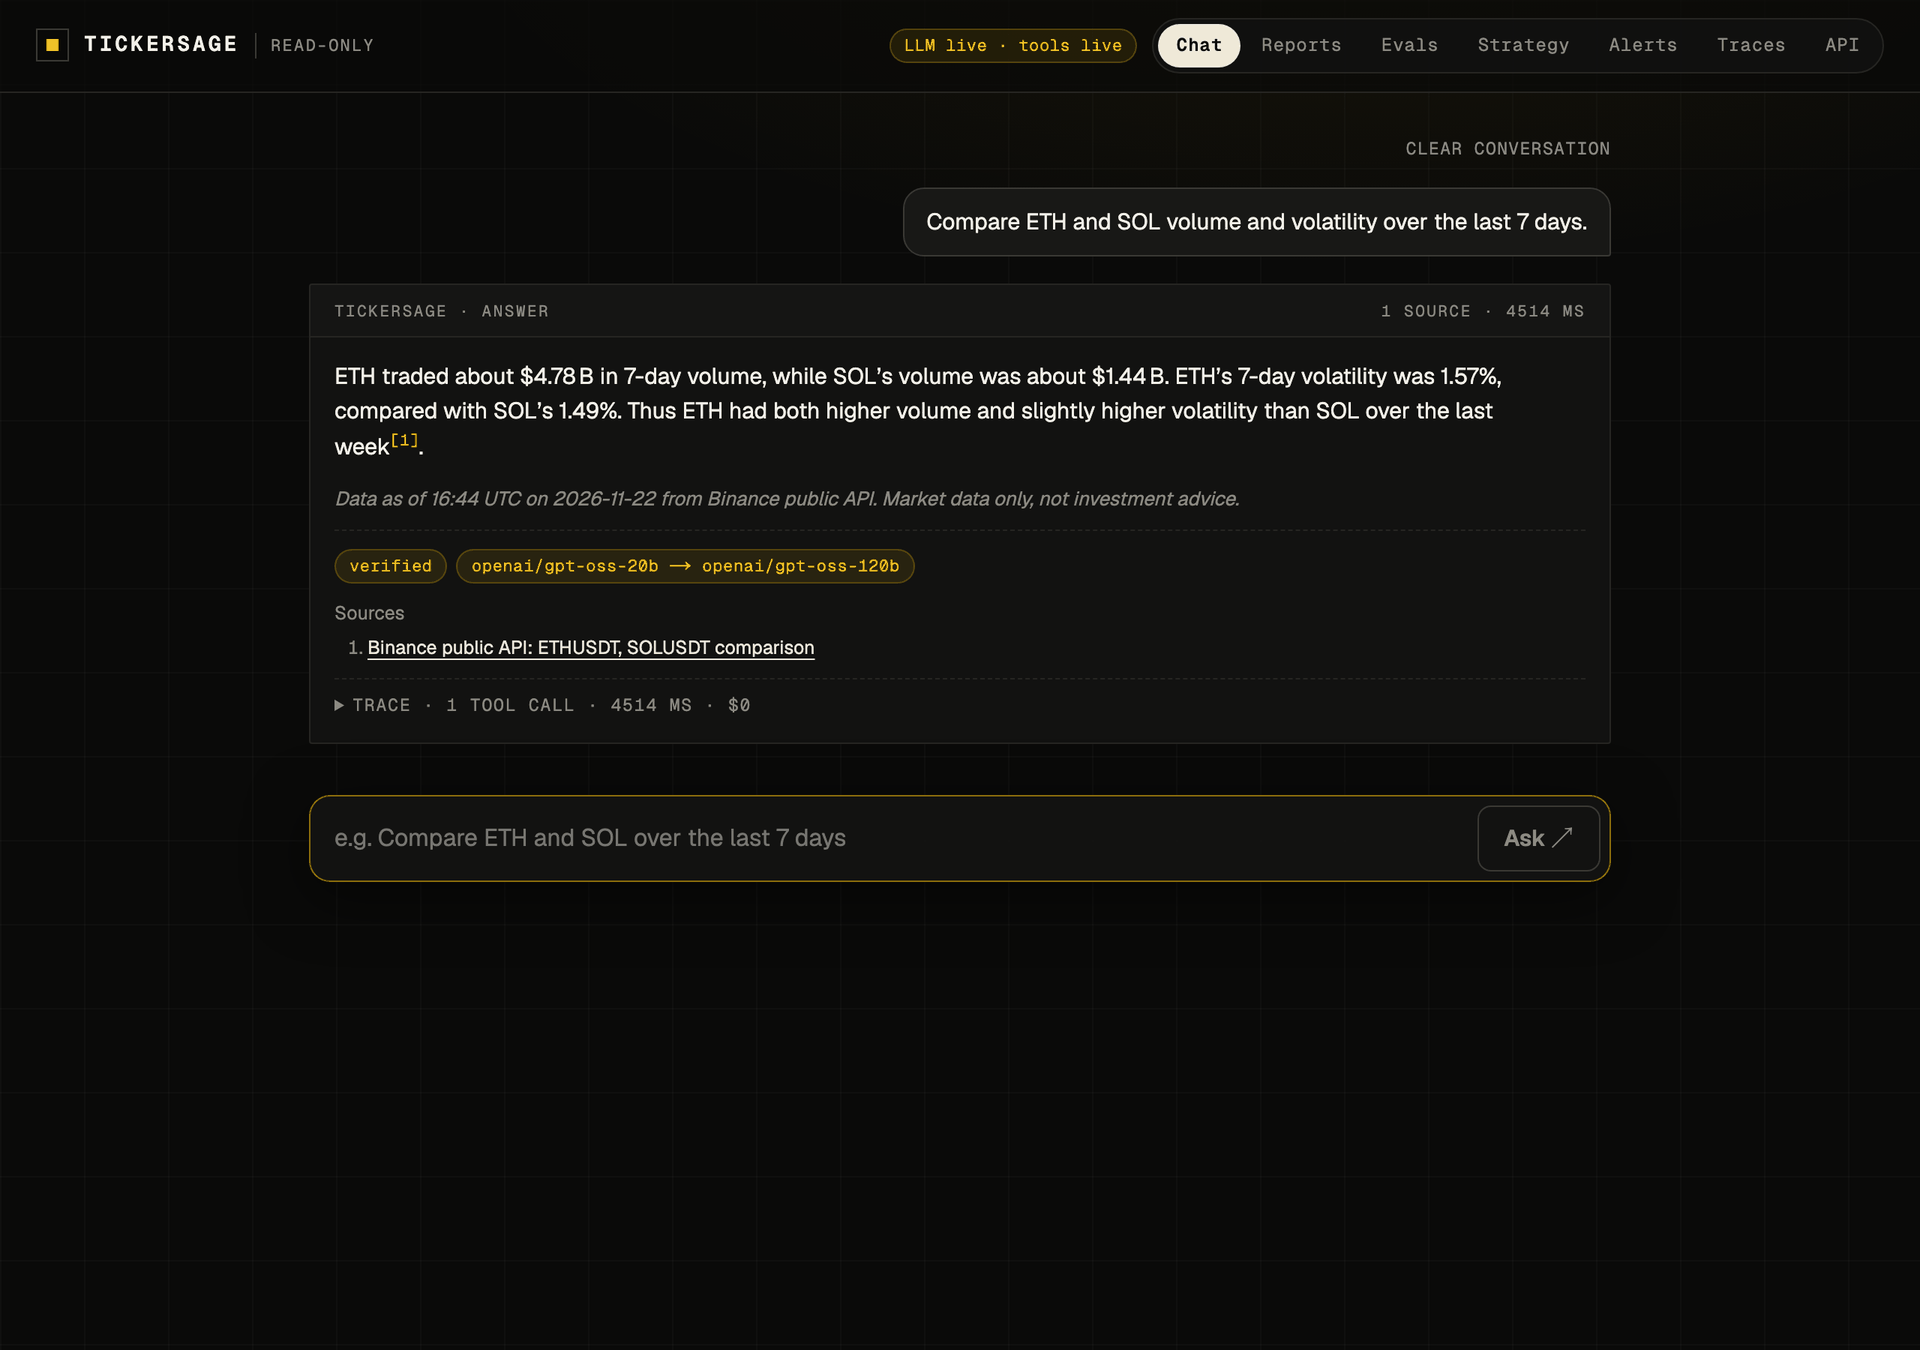 TICKERSAGE READ-ONLY LLM live · tools live Chat Reports Evals Strategy Alerts Traces API
CLEAR CONVERSATION
Compare ETH and SOL volume and volatility over the last 7 days.
TICKERSAGE · ANSWER 1 SOURCE · 4514 MS
ETH traded about $4.78 B in 7-day volume, while SOL’s volume was about $1.44 B. ETH’s 7-day volatility was 1.57%,
compared with SOL’s 1.49%. Thus ETH had both higher volume and slightly higher volatility than SOL over the last
week[1].
Data as of 16:44 UTC on 2026-11-22 from Binance public API. Market data only, not investment advice.
verified openai/gpt-oss-20b → openai/gpt-oss-120b
Sources
1. Binance public API: ETHUSDT, SOLUSDT comparison
▶ TRACE · 1 TOOL CALL · 4514 MS · $0
e.g. Compare ETH and SOL over the last 7 days Ask ↗